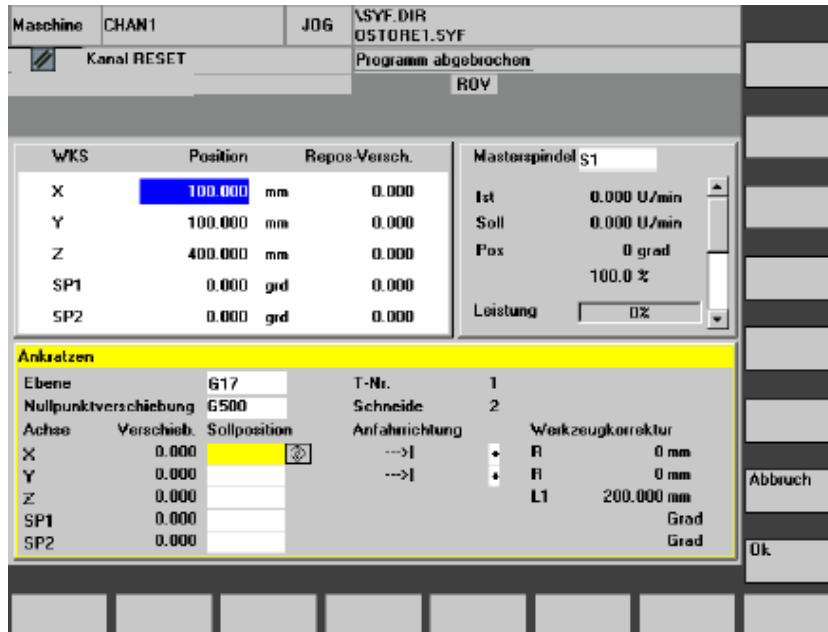 Maschine CHAN1 JOG \SYF.DIR
OSTORE1.SYF
Kanal RESET Programm abgebrochen
ROV
WKS Position Repos-Versch. Masterspindel S1
X 100.000 mm 0.000 Ist 0.000 U/min
Y 100.000 mm 0.000 Soll 0.000 U/min
Z 400.000 mm 0.000 Pos 0 grad
100.0 %
SP1 0.000 grd 0.000
SP2 0.000 grd 0.000 Leistung 0%
Ankratzen
Ebene G17 T-Nr. 1
Nullpunktverschiebung G500 Schneide 2
Achse Verschieb. Sollposition Anfahrrichtung Werkzeugkorrektur
X 0.000 --->| + R 0 mm
Y 0.000 --->| + R 0 mm
Z 0.000 L1 200.000 mm
SP1 0.000 Grad
SP2 0.000 Grad
Abbruch
Ok